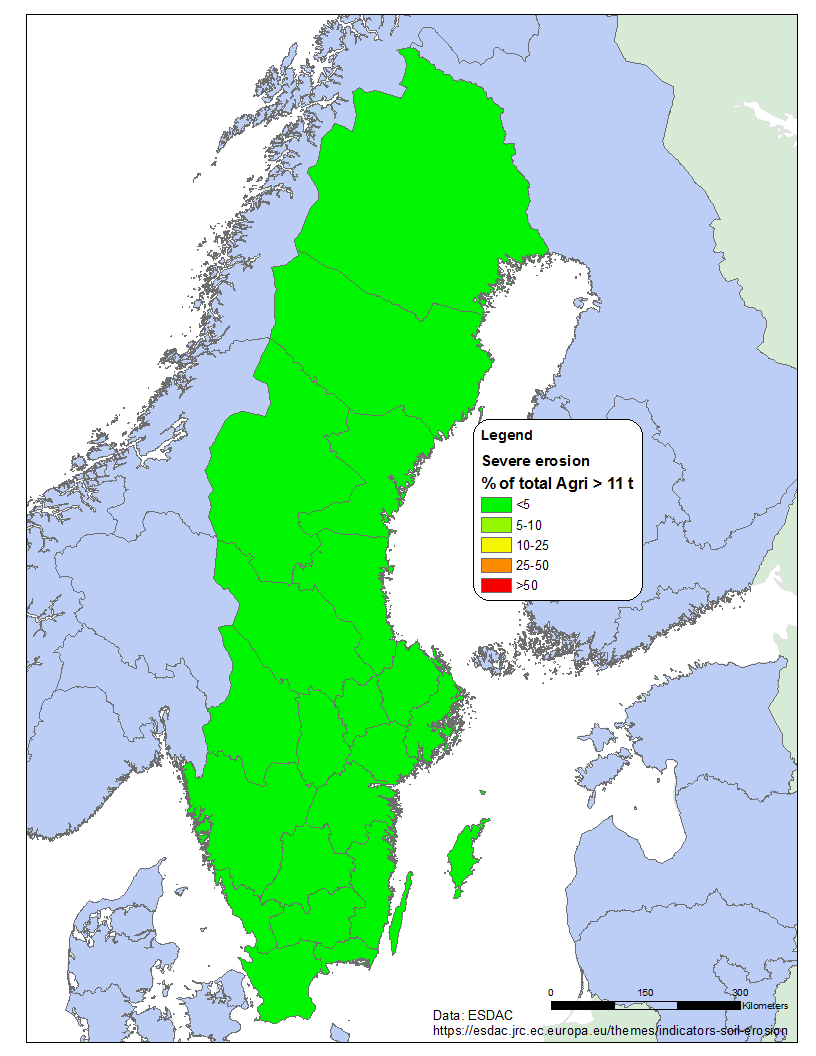 Legend
Severe erosion
% of total Agri > 11 t
<5
5-10
10-25
25-50
>50
0 150 300
Kilometers
Data: ESDAC
https://esdac.jrc.ec.europa.eu/themes/indicators-soil-erosion